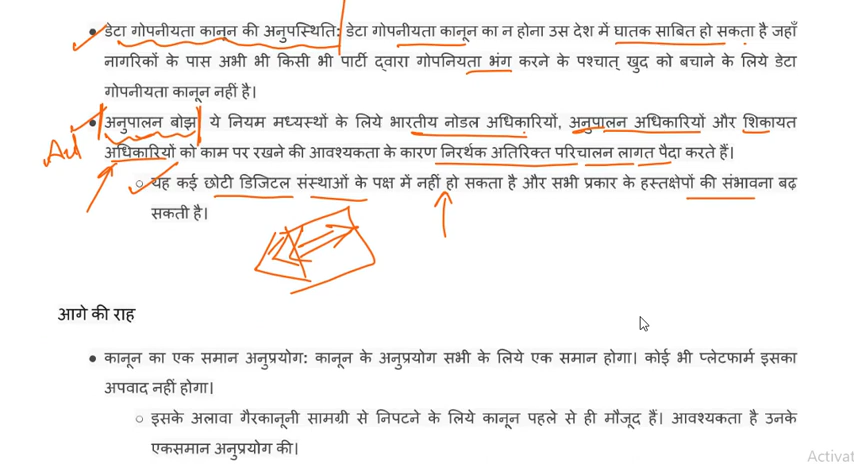 डेटा गोपनीयता कानून की अनुपस्थिति: डेटा गोपनीयता कानून का न होना उस देश में घातक साबित हो सकता है जहाँ
नागरिकों के पास अभी भी किसी भी पार्टी द्वारा गोपनियता भंग करने के पश्चात् खुद को बचाने के लिये डेटा
गोपनीयता कानून नहीं है।
अनुपालन बोझ ये नियम मध्यस्थों के लिये भारतीय नोडल अधिकारियों, अनुपालन अधिकारियों और शिकायत
अधिकारियों को काम पर रखने की आवश्यकता के कारण निरर्थक अतिरिक्त परिचालन लागत पैदा करते हैं।
यह कई छोटी डिजिटल संस्थाओं के पक्ष में नहीं हो सकता है और सभी प्रकार के हस्तक्षेपों की संभावना बढ़
सकती है।
आगे की राह
कानून का एक समान अनुप्रयोग: कानून के अनुप्रयोग सभी के लिये एक समान होगा। कोई भी प्लेटफार्म इसका
अपवाद नहीं होगा।
इसके अलावा गैरकानूनी सामग्री से निपटने के लिये कानून पहले से ही मौजूद हैं। आवश्यकता है उनके
एकसमान अनुप्रयोग की।
Activat